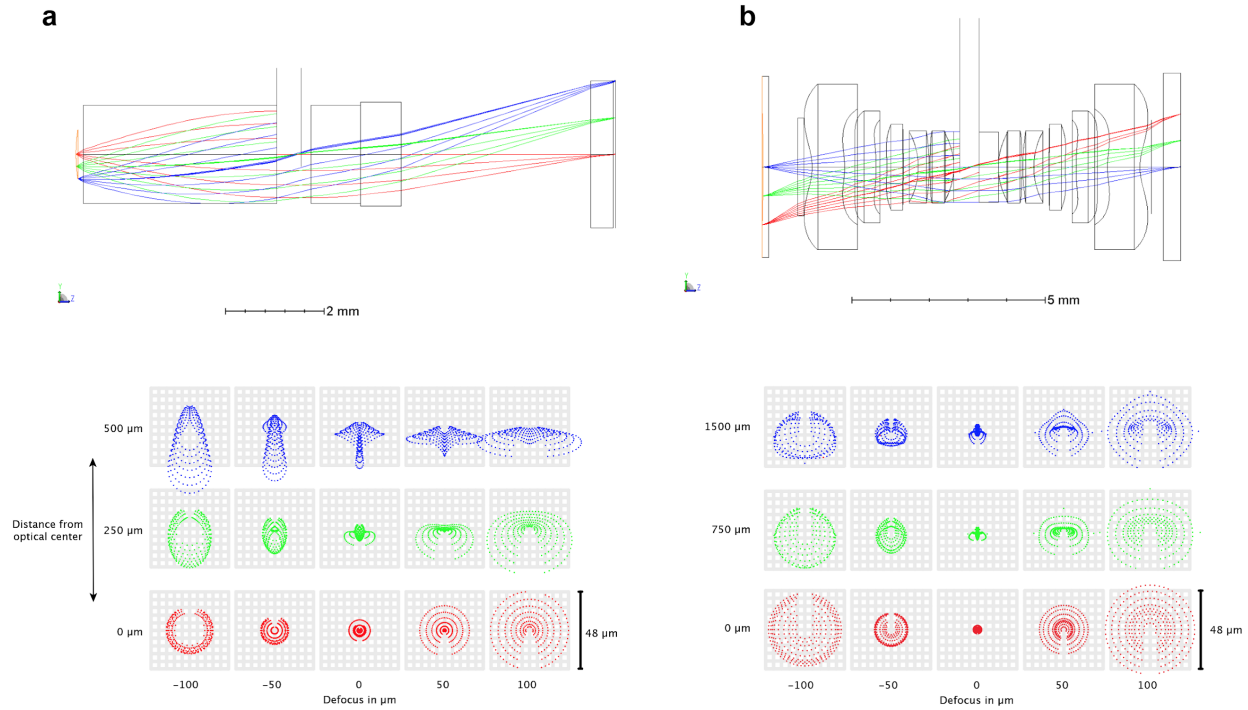 a
b
Y
Z
2 mm
Y
Z
5 mm
500 µm
250 µm
0 µm
Distance from
optical center
48 µm
−100
−50
0
50
100
Defocus in µm
1500 µm
750 µm
0 µm
48 µm
−100
−50
0
50
100
Defocus in µm